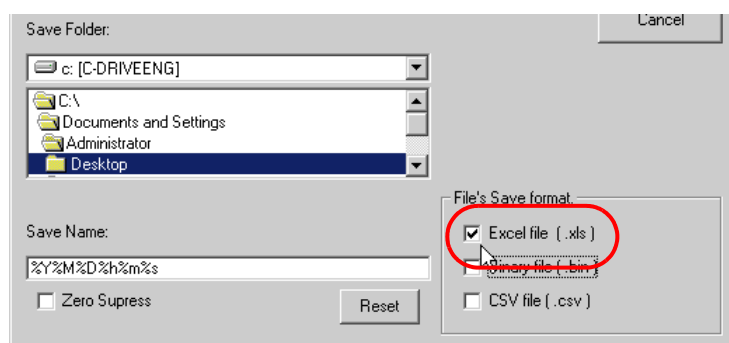 Save Folder:
Cancel
c: [C-DRIVEENG]
C:\
Documents and Settings
Administrator
Desktop
File's Save format.
Save Name:
Excel file ( .xls )
%Y%M%D%h%m%s
Binary file ( .bin )
Zero Supress
Reset
CSV file ( .csv )